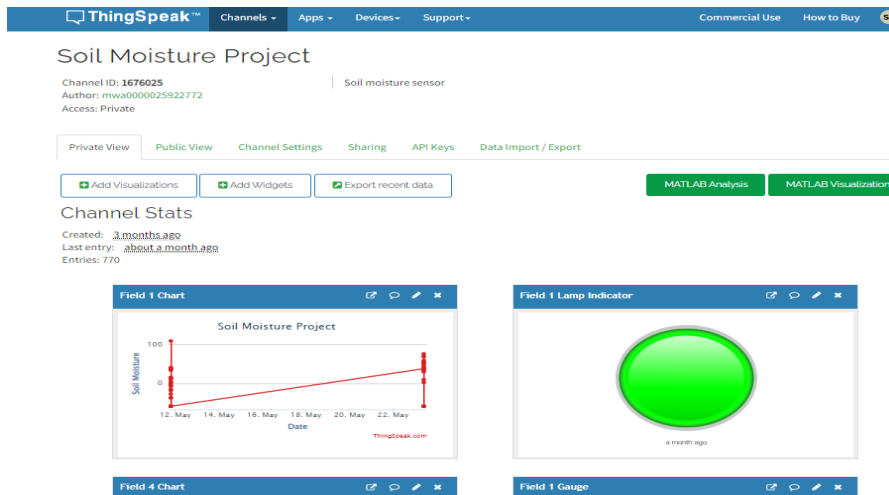 ThingSpeak™ Channels Apps Devices Support Commercial Use How to Buy
Soil Moisture Project
Channel ID: 1676025 Soil moisture sensor
Author: mwa0000025922772
Access: Private
Private View Public View Channel Settings Sharing API Keys Data Import / Export
Add Visualizations Add Widgets Export recent data MATLAB Analysis MATLAB Visualization
Channel Stats
Created: 3 months ago
Last entry: about a month ago
Entries: 770
Field 1 Chart
Soil Moisture Project
Soil Moisture
100
0
12. May 14. May 16. May 18. May 20. May 22. May
Date
ThingSpeak.com
Field 1 Lamp Indicator
a month ago
Field 4 Chart
Field 1 Gauge